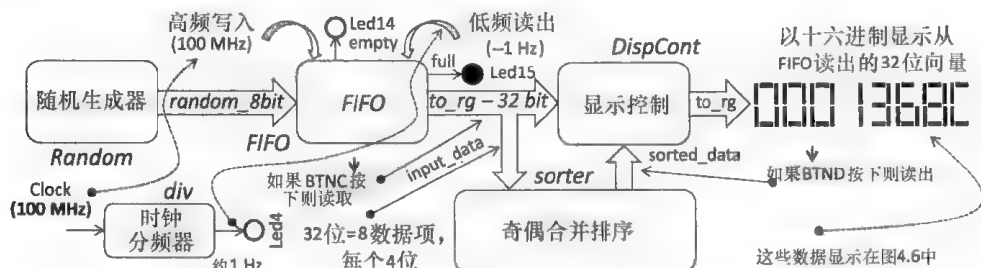 高频写入
(100 MHz)
Led14
empty
低频读出
(~1 Hz)
full
Led15
DispCont
以十六进制显示从
FIFO读出的32位向量
随机生成器
random_8bit
FIFO
to_rg – 32 bit
显示控制
to_rg
000 1368C
Random
FIFO
input_data
sorted_data
如果 BTNC 按
下则读取
sorter
如果BTND按下则读出
Clock
(100 MHz)
div
时钟
分频器
Led4
约1 Hz
32位=8数据项，
每个4位
奇偶合并排序
这些数据显示在图4.6中